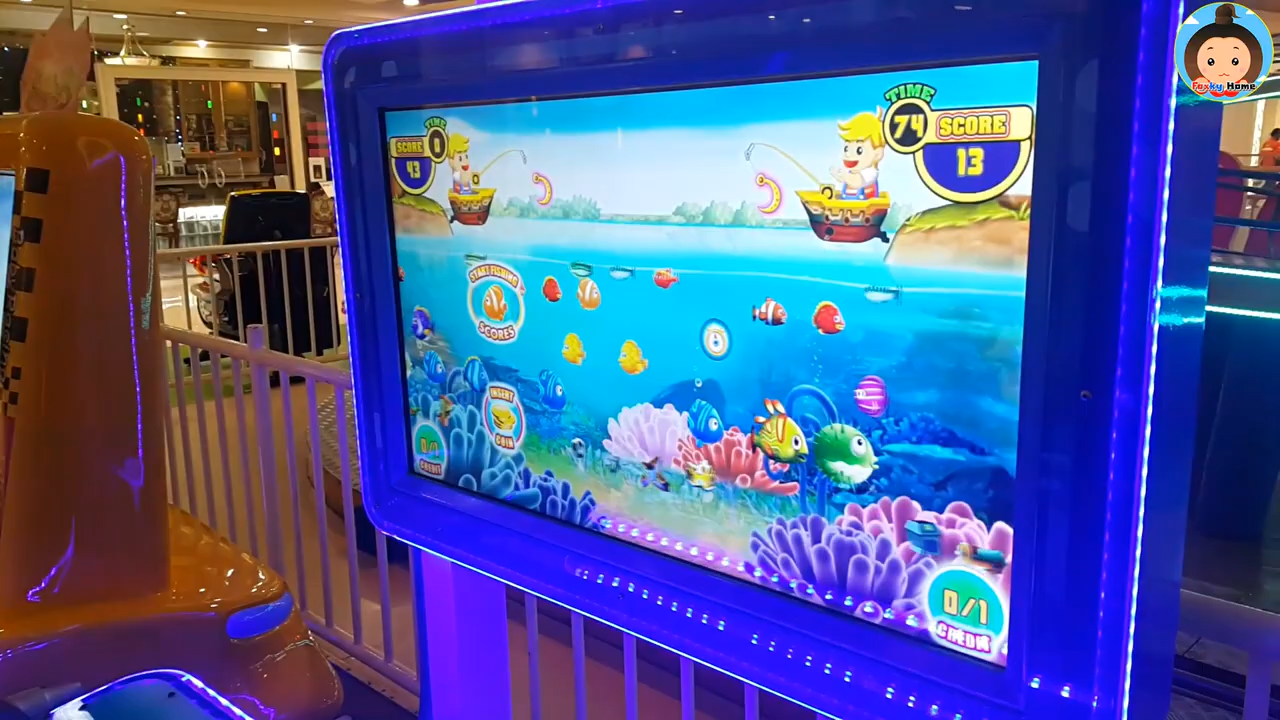 Foxky Home
TIME
SCORE
0
43
TIME
74
SCORE
13
START FISHING
SCORES
INSERT
COIN
0/1
CREDIT
0/1
CREDIT